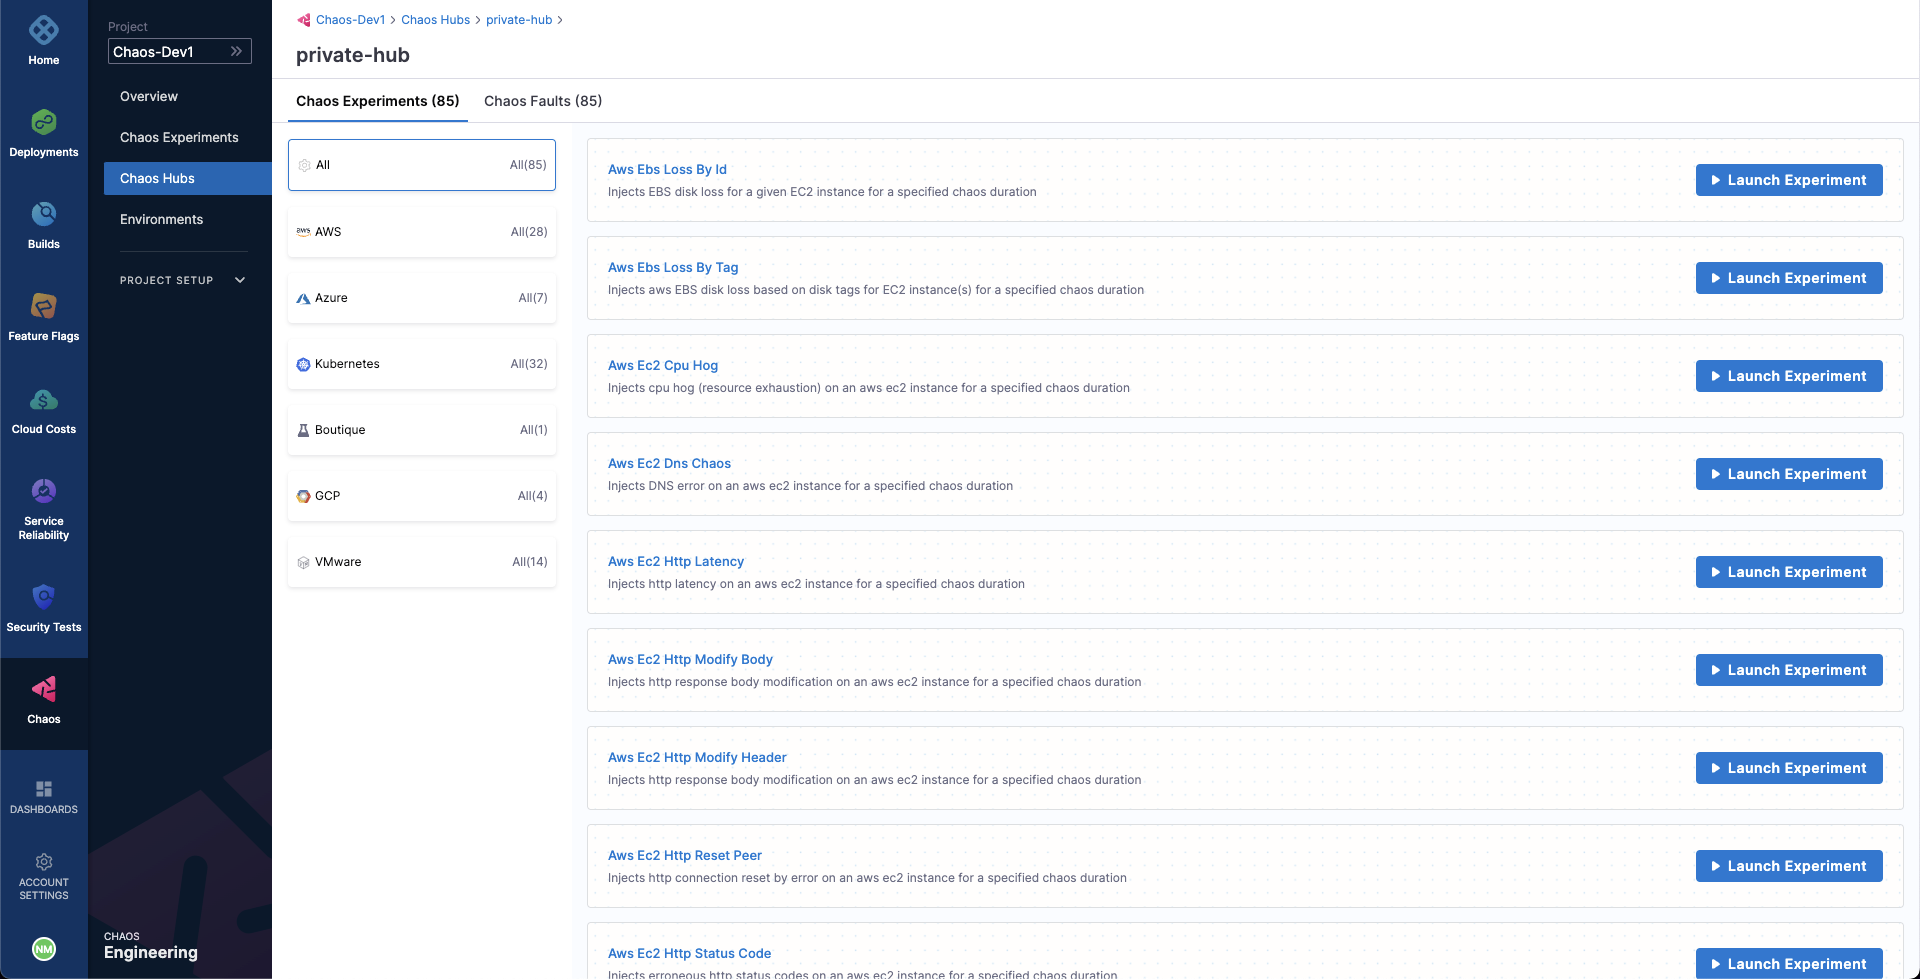 Home
Deployments
Builds
Feature Flags
Cloud Costs
Service
Reliability
Security Tests
Chaos
DASHBOARDS
ACCOUNT
SETTINGS
NM
Project
Chaos-Dev1
Overview
Chaos Experiments
Chaos Hubs
Environments
PROJECT SETUP
CHAOS
Engineering
Chaos-Dev1 > Chaos Hubs > private-hub >
private-hub
Chaos Experiments (85)
Chaos Faults (85)
All All(85)
aws AWS All(28)
Azure All(7)
Kubernetes All(32)
Boutique All(1)
GCP All(4)
VMware All(14)
Aws Ebs Loss By Id
Injects EBS disk loss for a given EC2 instance for a specified chaos duration
Launch Experiment
Aws Ebs Loss By Tag
Injects aws EBS disk loss based on disk tags for EC2 instance(s) for a specified chaos duration
Launch Experiment
Aws Ec2 Cpu Hog
Injects cpu hog (resource exhaustion) on an aws ec2 instance for a specified chaos duration
Launch Experiment
Aws Ec2 Dns Chaos
Injects DNS error on an aws ec2 instance for a specified chaos duration
Launch Experiment
Aws Ec2 Http Latency
Injects http latency on an aws ec2 instance for a specified chaos duration
Launch Experiment
Aws Ec2 Http Modify Body
Injects http response body modification on an aws ec2 instance for a specified chaos duration
Launch Experiment
Aws Ec2 Http Modify Header
Injects http response body modification on an aws ec2 instance for a specified chaos duration
Launch Experiment
Aws Ec2 Http Reset Peer
Injects http connection reset by error on an aws ec2 instance for a specified chaos duration
Launch Experiment
Aws Ec2 Http Status Code
Injects erroneous http status codes on an aws ec2 instance for a specified chaos duration
Launch Experiment